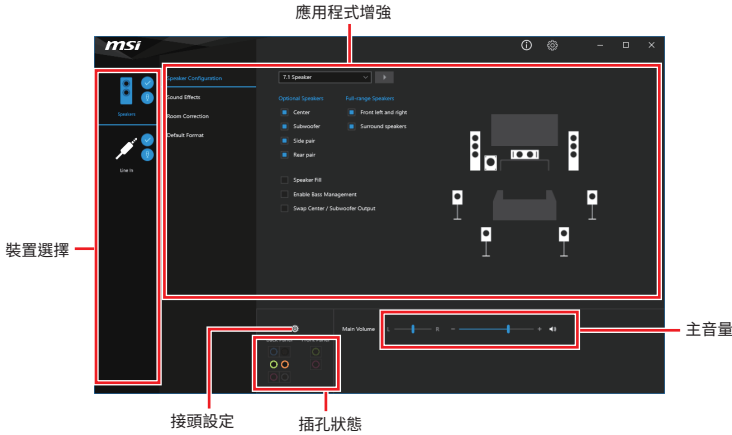 應用程式增強
msi
Speaker Configuration
Sound Effects
Room Correction
Default Format
Speakers
Line In
7.1 Speaker
Optional Speakers
Full-range Speakers
Center
Front left and right
Subwoofer
Surround speakers
Side pair
Rear pair
Speaker Fill
Enable Bass Management
Swap Center / Subwoofer Output
裝置選擇
Main Volume
L
R
主音量
接頭設定
插孔狀態